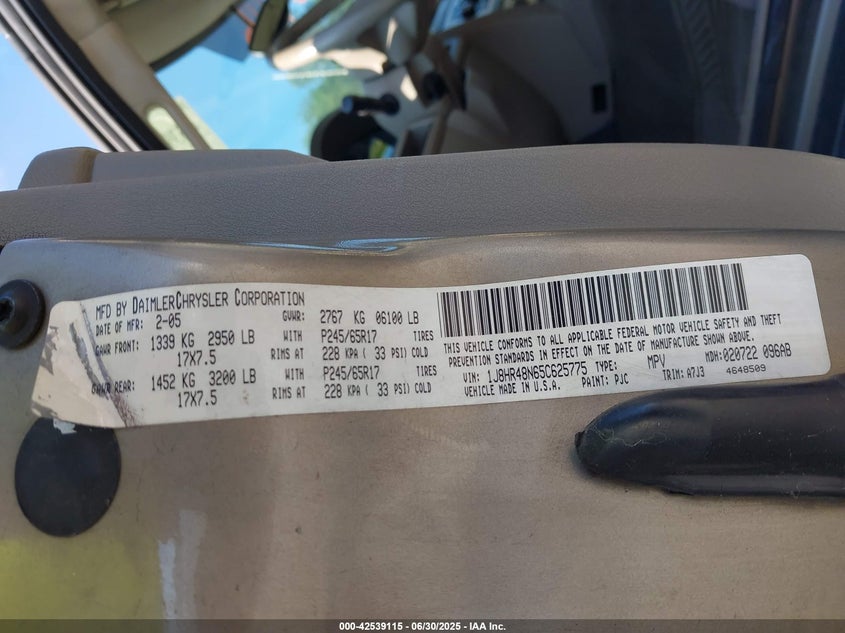 MFD BY DAIMLERCHRYSLER CORPORATION
DATE OF MFR: 2-05 GVWR: 2767 KG 06100 LB
GAWR FRONT: 1339 KG 2950 LB WITH P245/65R17 TIRES
17X7.5 RIMS AT 228 KPA ( 33 PSI) COLD
GAWR REAR: 1452 KG 3200 LB WITH P245/65R17 TIRES
17X7.5 RIMS AT 228 KPA ( 33 PSI) COLD
THIS VEHICLE CONFORMS TO ALL APPLICABLE FEDERAL MOTOR VEHICLE SAFETY AND THEFT
PREVENTION STANDARDS IN EFFECT ON THE DATE OF MANUFACTURE SHOWN ABOVE.
VIN: 1J8HR48N65C625775 TYPE: MPV MDH: 020722 096AB
VEHICLE MADE IN U.S.A. PAINT: PJC TRIM: A7J3 4648509
000-42539115 - 06/30/2025 - IAA Inc.